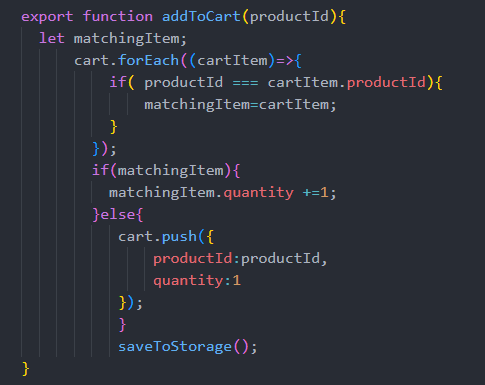 export function addToCart(productId){
  let matchingItem;
      cart.forEach((cartItem)=>{
          if( productId === cartItem.productId){
              matchingItem=cartItem;
          }
        });
        if(matchingItem){
          matchingItem.quantity +=1;
        }else{
           cart.push({
               productId:productId,
               quantity:1
           });
           }
           saveToStorage();
}